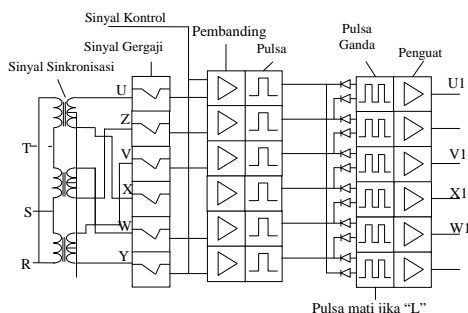 Sinyal Kontrol
Sinyal Gergaji
Pembanding
Pulsa
Pulsa Ganda
Penguat
Sinyal Sinkronisasi
U
Z
V
X
W
Y
T
S
R
U1
V1
X1
W1
Pulsa mati jika “L”